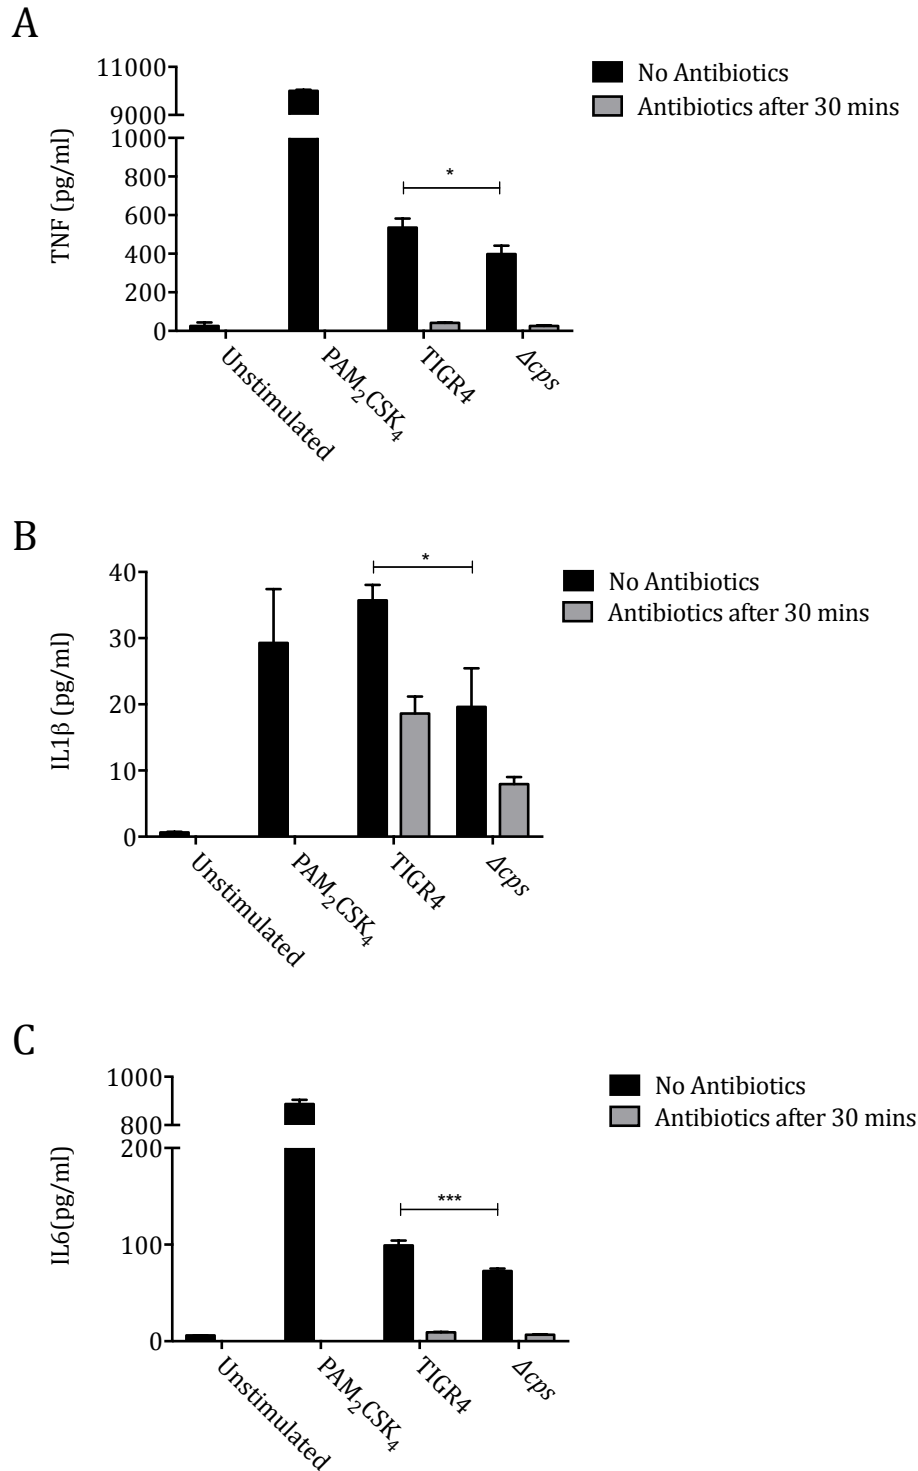 A
TNF (pg/ml)
11000
9000
1000
800
600
400
200
0
*
No Antibiotics
Antibiotics after 30 mins
Unstimulated
PAM₂CSK₄
TIGR4
Δcps
B
IL1β (pg/ml)
40
30
20
10
0
*
No Antibiotics
Antibiotics after 30 mins
Unstimulated
PAM₂CSK₄
TIGR4
Δcps
C
IL6(pg/ml)
1000
800
200
100
0
***
No Antibiotics
Antibiotics after 30 mins
Unstimulated
PAM₂CSK₄
TIGR4
Δcps